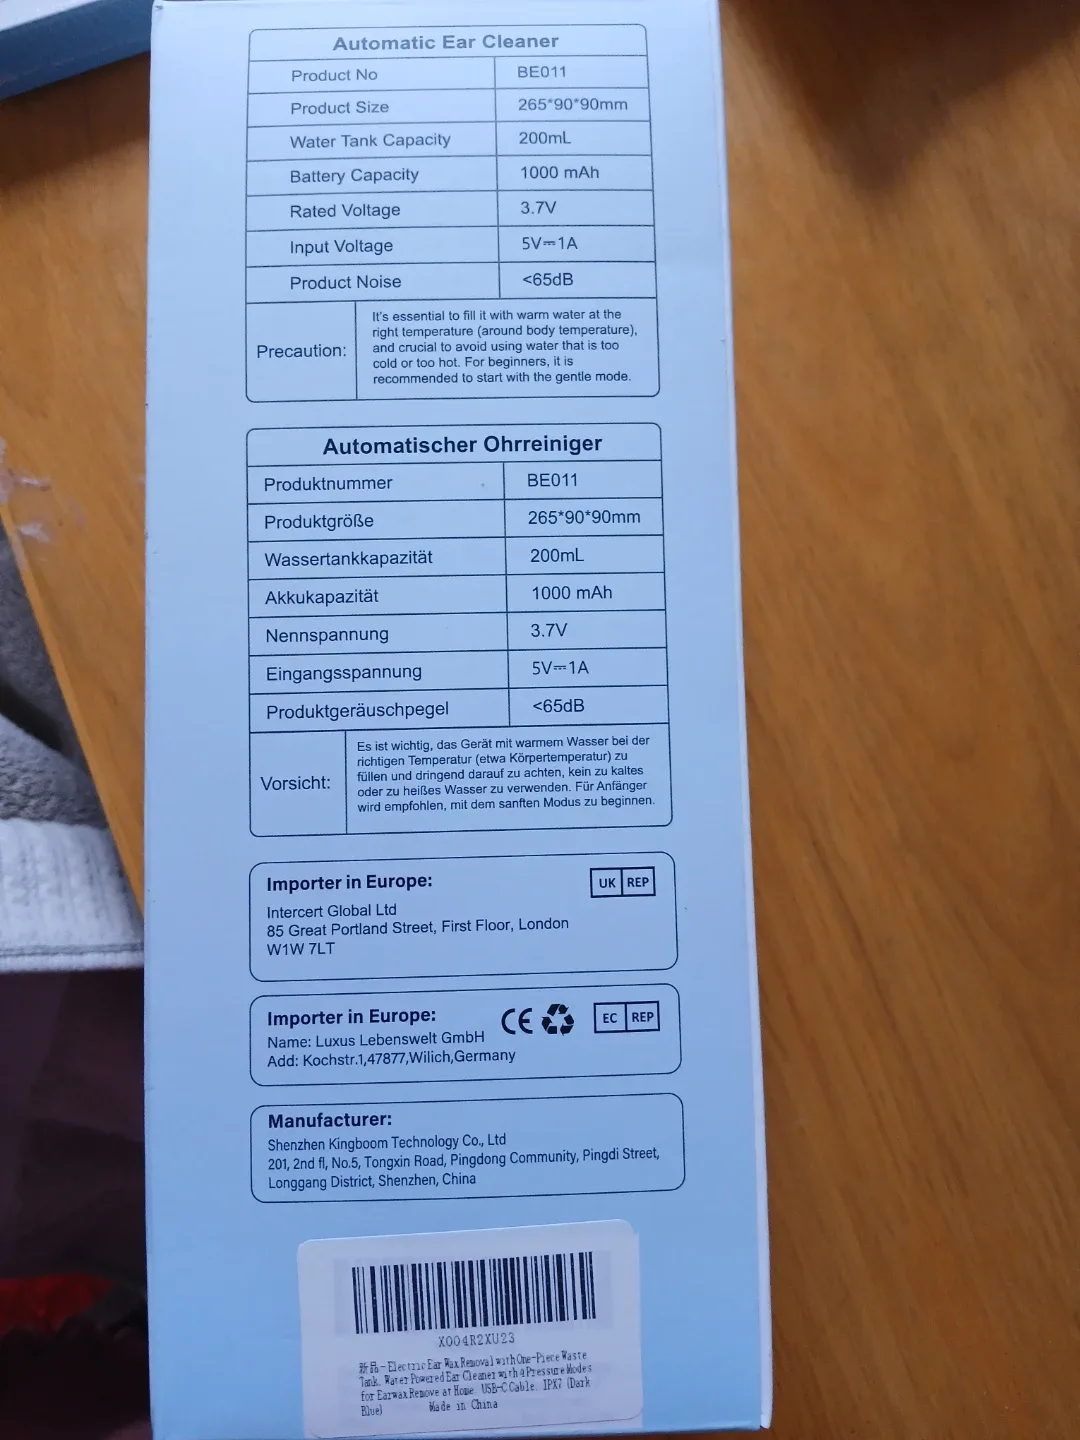 Automatic Ear Cleaner
Product No BE011
Product Size 265*90*90mm
Water Tank Capacity 200mL
Battery Capacity 1000 mAh
Rated Voltage 3.7V
Input Voltage 5V⎓1A
Product Noise <65dB
Precaution:
It's essential to fill it with warm water at the
right temperature (around body temperature),
and crucial to avoid using water that is too
cold or too hot. For beginners, it is
recommended to start with the gentle mode.
Automatischer Ohrreiniger
Produktnummer BE011
Produktgröße 265*90*90mm
Wassertankkapazität 200mL
Akkukapazität 1000 mAh
Nennspannung 3.7V
Eingangsspannung 5V⎓1A
Produktgeräuschpegel <65dB
Vorsicht:
Es ist wichtig, das Gerät mit warmem Wasser bei der
richtigen Temperatur (etwa Körpertemperatur) zu
füllen und dringend darauf zu achten, kein zu kaltes
oder zu heißes Wasser zu verwenden. Für Anfänger
wird empfohlen, mit dem sanften Modus zu beginnen.
Importer in Europe: UK REP
Intercert Global Ltd
85 Great Portland Street, First Floor, London
W1W 7LT
Importer in Europe: CE EC REP
Name: Luxus Lebenswelt GmbH
Add: Kochstr.1,47877,Wilich,Germany
Manufacturer:
Shenzhen Kingboom Technology Co., Ltd
201, 2nd fl, No.5, Tongxin Road, Pingdong Community, Pingdi Street,
Longgang District, Shenzhen, China
X004R2XU23
新品-Electric Ear Wax Removal with One-Piece Waste
Tank, Water Powered Ear Cleaner with 4 Pressure Modes
for Earwax Remove at Home, USB-C Cable, IPX7 (Dark
Blue) Made in China